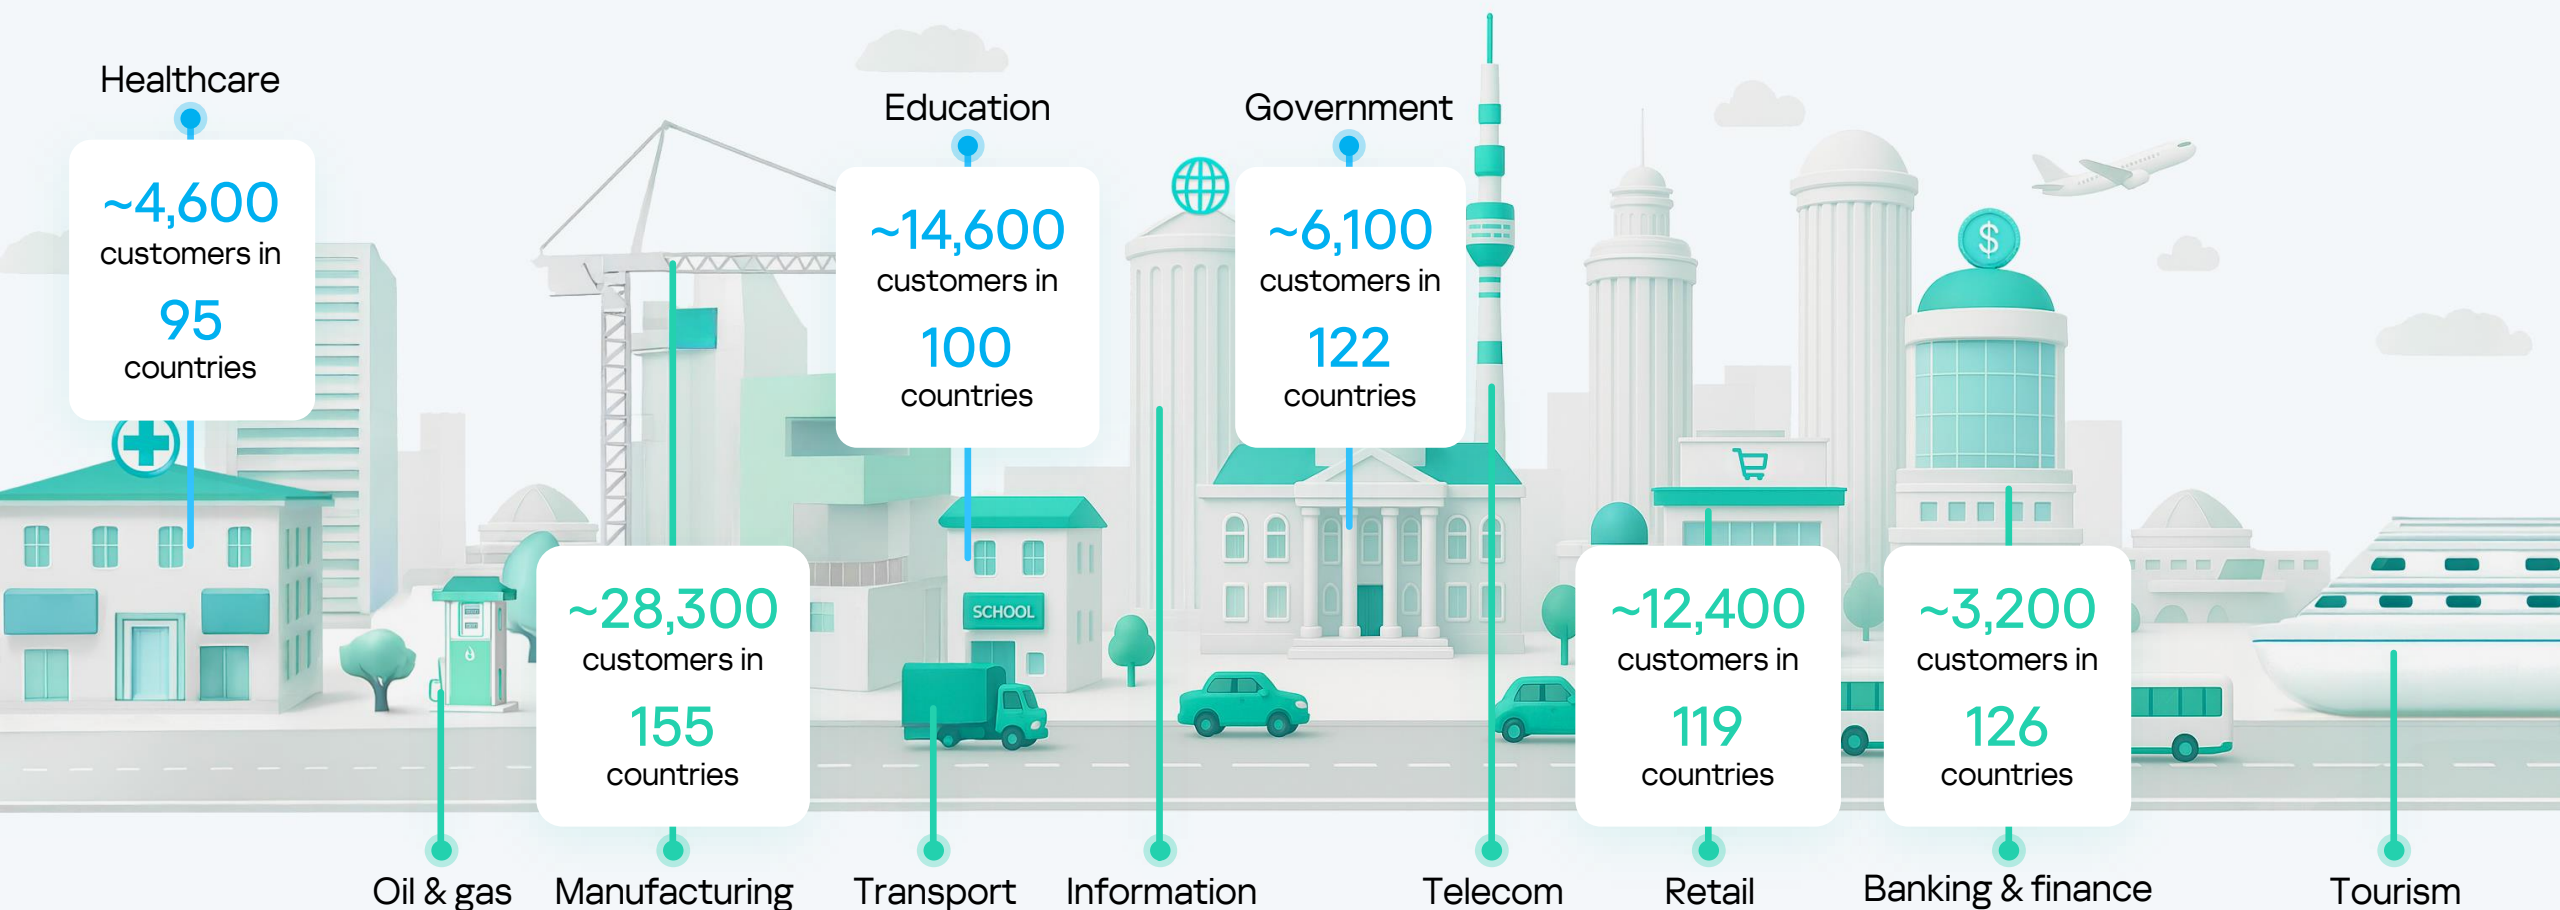 Healthcare
~4,600
customers in
95
countries
Education
~14,600
customers in
100
countries
Government
~6,100
customers in
122
countries
$
SCHOOL
~28,300
customers in
155
countries
~12,400
customers in
119
countries
~3,200
customers in
126
countries
Oil & gas
Manufacturing
Transport
Information
Telecom
Retail
Banking & finance
Tourism